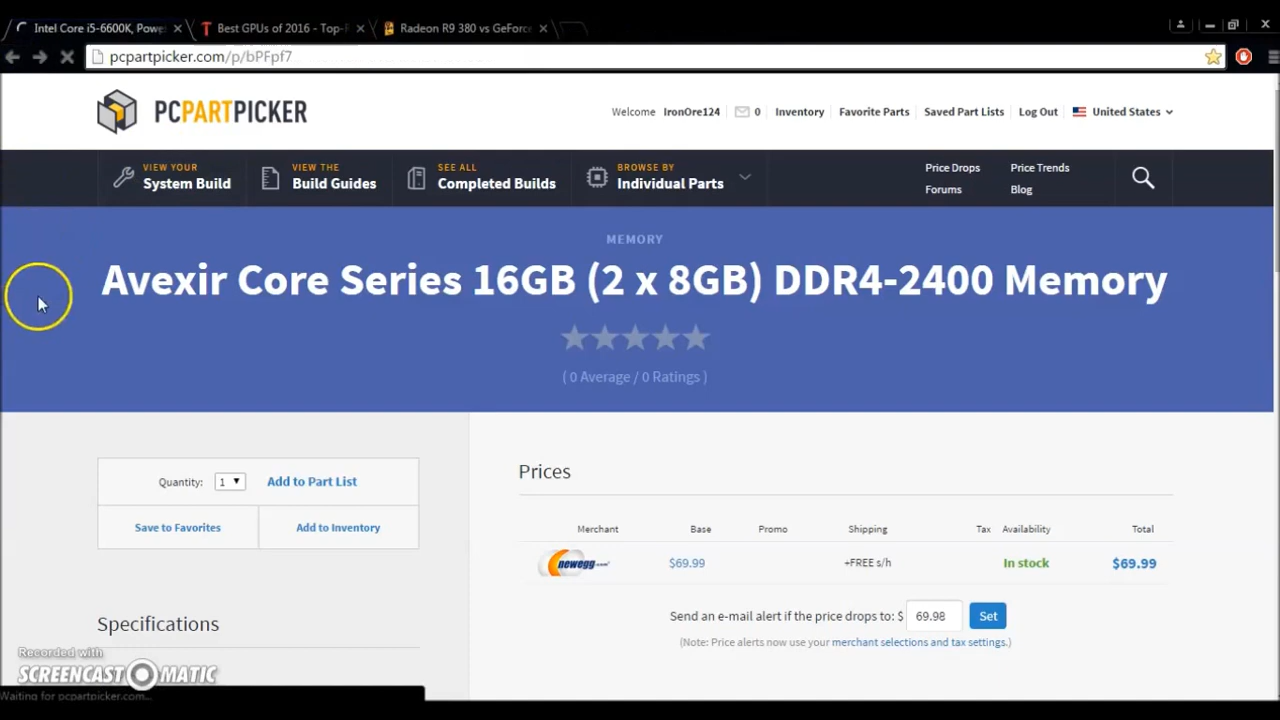 Intel Core i5-6600K, Powe
Best GPUs of 2016 - Top-F
Radeon R9 380 vs GeForce
pcpartpicker.com/p/bPFpf7
PCPARTPICKER
Welcome IronOre124 0 Inventory Favorite Parts Saved Part Lists Log Out United States
VIEW YOUR
System Build
VIEW THE
Build Guides
SEE ALL
Completed Builds
BROWSE BY
Individual Parts
Price Drops Price Trends
Forums Blog
MEMORY
Avexir Core Series 16GB (2 x 8GB) DDR4-2400 Memory
( 0 Average / 0 Ratings )
Quantity: 1 Add to Part List
Save to Favorites Add to Inventory
Specifications
Prices
Merchant Base Promo Shipping Tax Availability Total
newegg.com $69.99 +FREE s/h In stock $69.99
Send an e-mail alert if the price drops to: $ 69.98 Set
(Note: Price alerts now use your merchant selections and tax settings.)
Recorded with
SCREENCAST MATIC
Waiting for pcpartpicker.com...